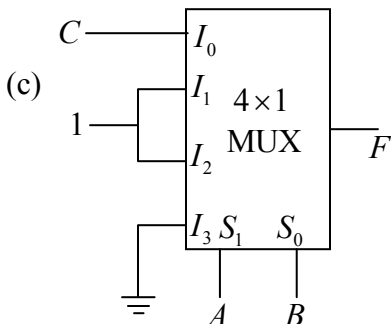 C I₀
(c) I₁ 4 × 1
1 MUX F
I₂
I₃ S₁ S₀
A B